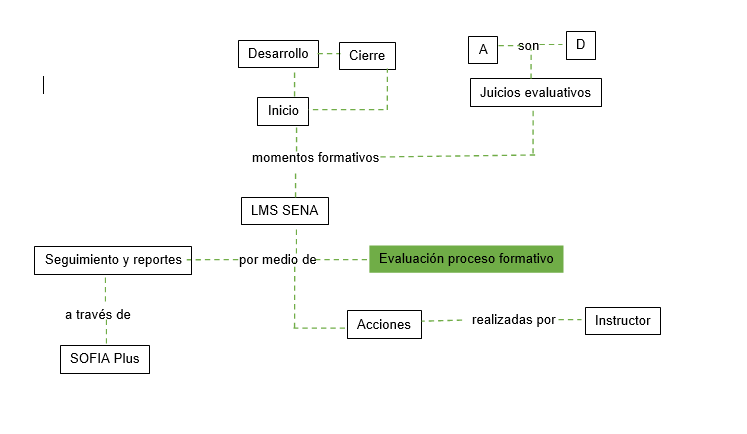 A
son
D
Desarrollo
Cierre
Juicios evaluativos
Inicio
momentos formativos
LMS SENA
Seguimiento y reportes
por medio de
Evaluación proceso formativo
a través de
Acciones
realizadas por
Instructor
SOFIA Plus